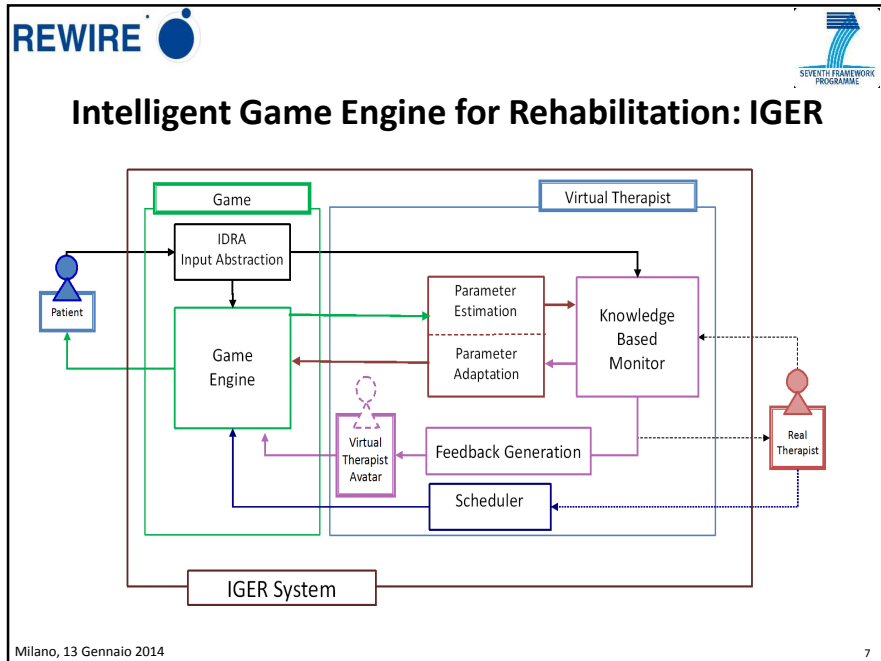 REWIRE
SEVENTH FRAMEWORK
PROGRAMME
Intelligent Game Engine for Rehabilitation: IGER
Game
Virtual Therapist
IDRA
Input Abstraction
Patient
Game
Engine
Parameter
Estimation
Parameter
Adaptation
Knowledge
Based
Monitor
Virtual
Therapist
Avatar
Feedback Generation
Real
Therapist
Scheduler
IGER System
Milano, 13 Gennaio 2014
7